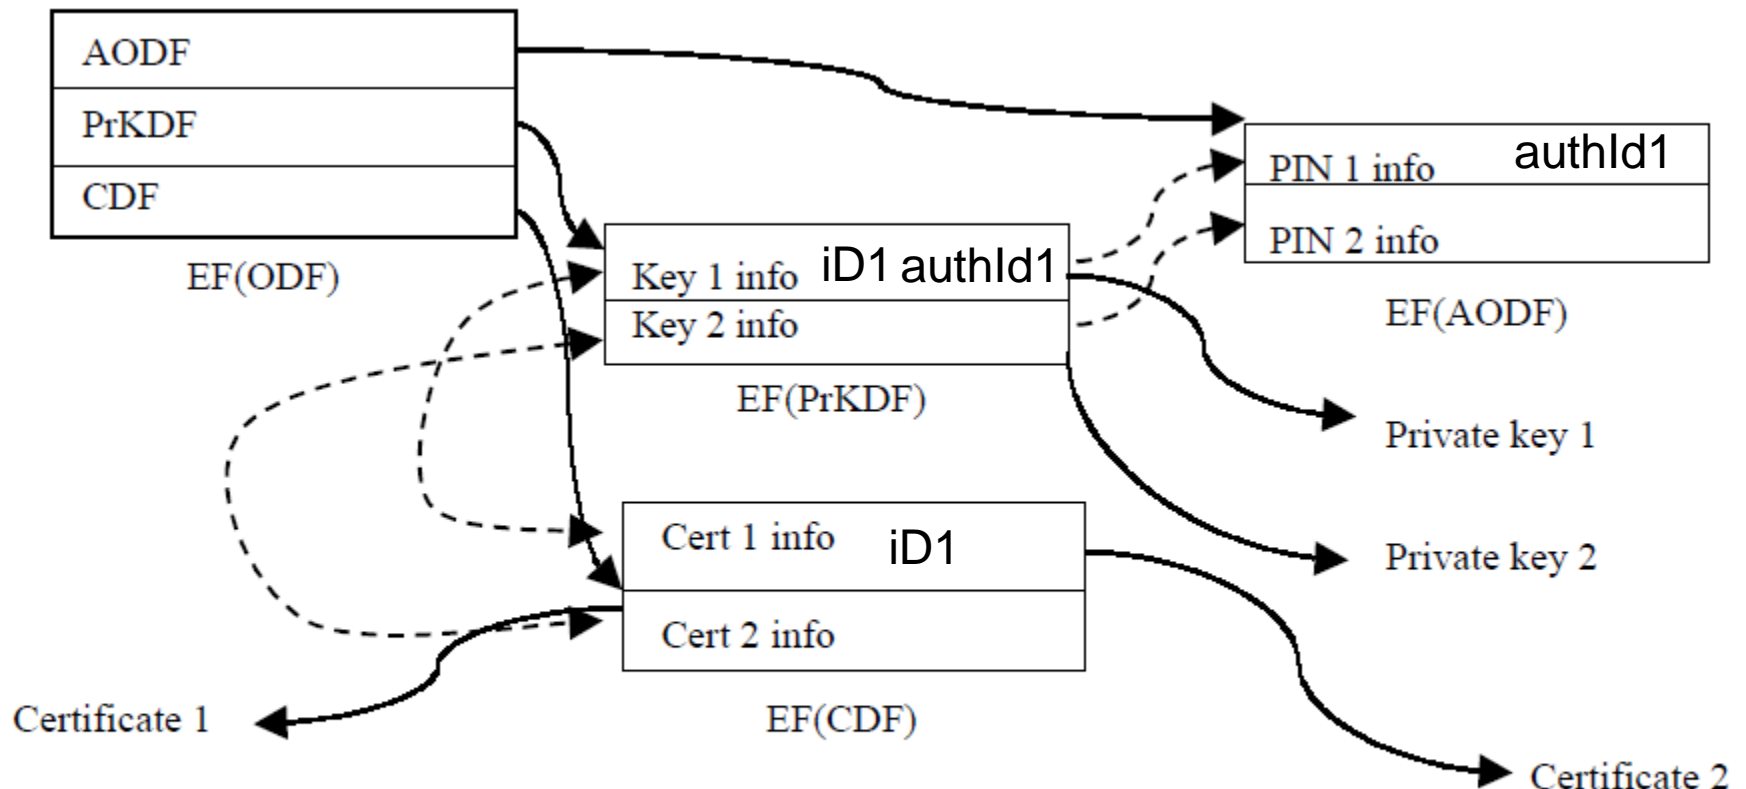 AODF
PrKDF
CDF
EF(ODF)
PIN 1 info authId1
PIN 2 info
EF(AODF)
Key 1 info iD1 authId1
Key 2 info
EF(PrKDF)
Private key 1
Private key 2
Cert 1 info iD1
Cert 2 info
EF(CDF)
Certificate 1
Certificate 2